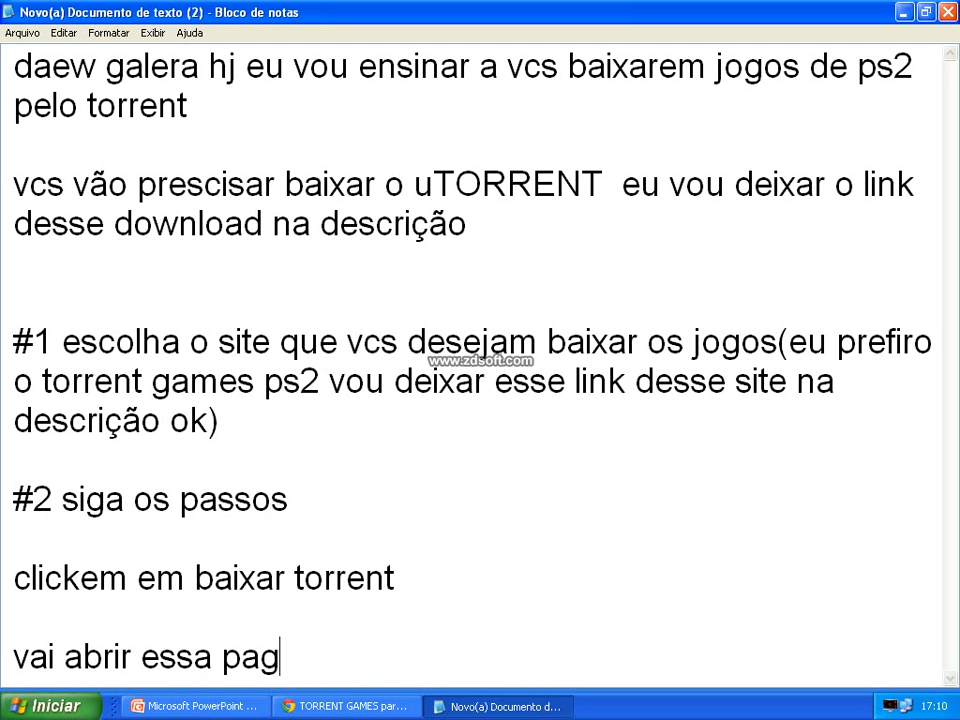 Novo(a) Documento de texto (2) - Bloco de notas
Arquivo Editar Formatar Exibir Ajuda
daew galera hj eu vou ensinar a vcs baixarem jogos de ps2
pelo torrent
vcs vão prescisar baixar o uTORRENT  eu vou deixar o link
desse download na descrição
#1 escolha o site que vcs desejam baixar os jogos(eu prefiro
www.zdsoft.com
o torrent games ps2 vou deixar esse link desse site na
descrição ok)
#2 siga os passos
clickem em baixar torrent
vai abrir essa pag
Iniciar Microsoft PowerPoint ... TORRENT GAMES par... Novo(a) Documento d... 17:10